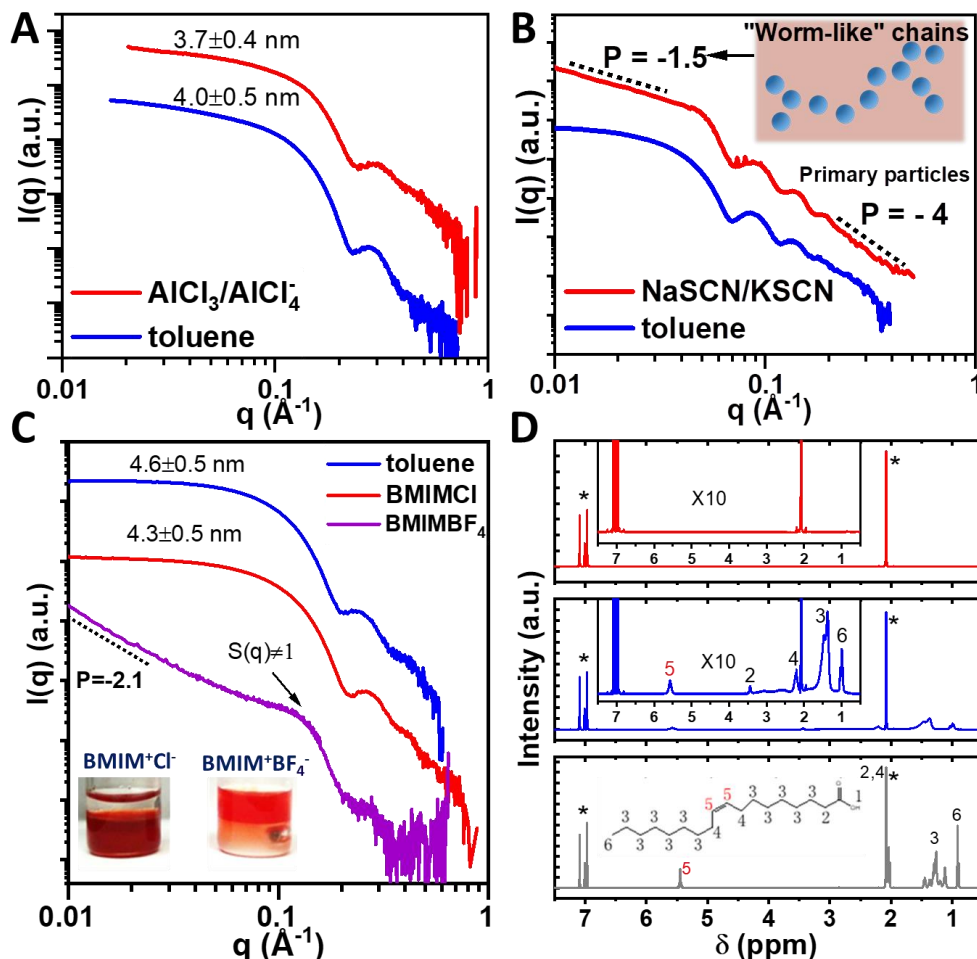 A
3.7±0.4 nm
4.0±0.5 nm
AlCl₃/AlCl₄⁻
toluene
I(q) (a.u.)
0.01 0.1 1
q (Å⁻¹)
B
"Worm-like" chains
P = -1.5
Primary particles
P = - 4
NaSCN/KSCN
toluene
I(q) (a.u.)
0.01 0.1 1
q (Å⁻¹)
C
4.6±0.5 nm
toluene
BMIMCl
BMIMBF₄
4.3±0.5 nm
S(q)≠1
P=-2.1
BMIM⁺Cl⁻ BMIM⁺BF₄⁻
I(q) (a.u.)
0.01 0.1 1
q (Å⁻¹)
D
* X10 *
7 6 5 4 3 2 1
* X10 *
5 2 4 3 6
7 6 5 4 3 2 1
2,4 *
* 5 3 6
5 5 3 3 3 O
3 3 3 3 1
6 3 3 3 4 4 3 3 2 OH
Intensity (a.u.)
7 6 5 4 3 2 1
δ (ppm)